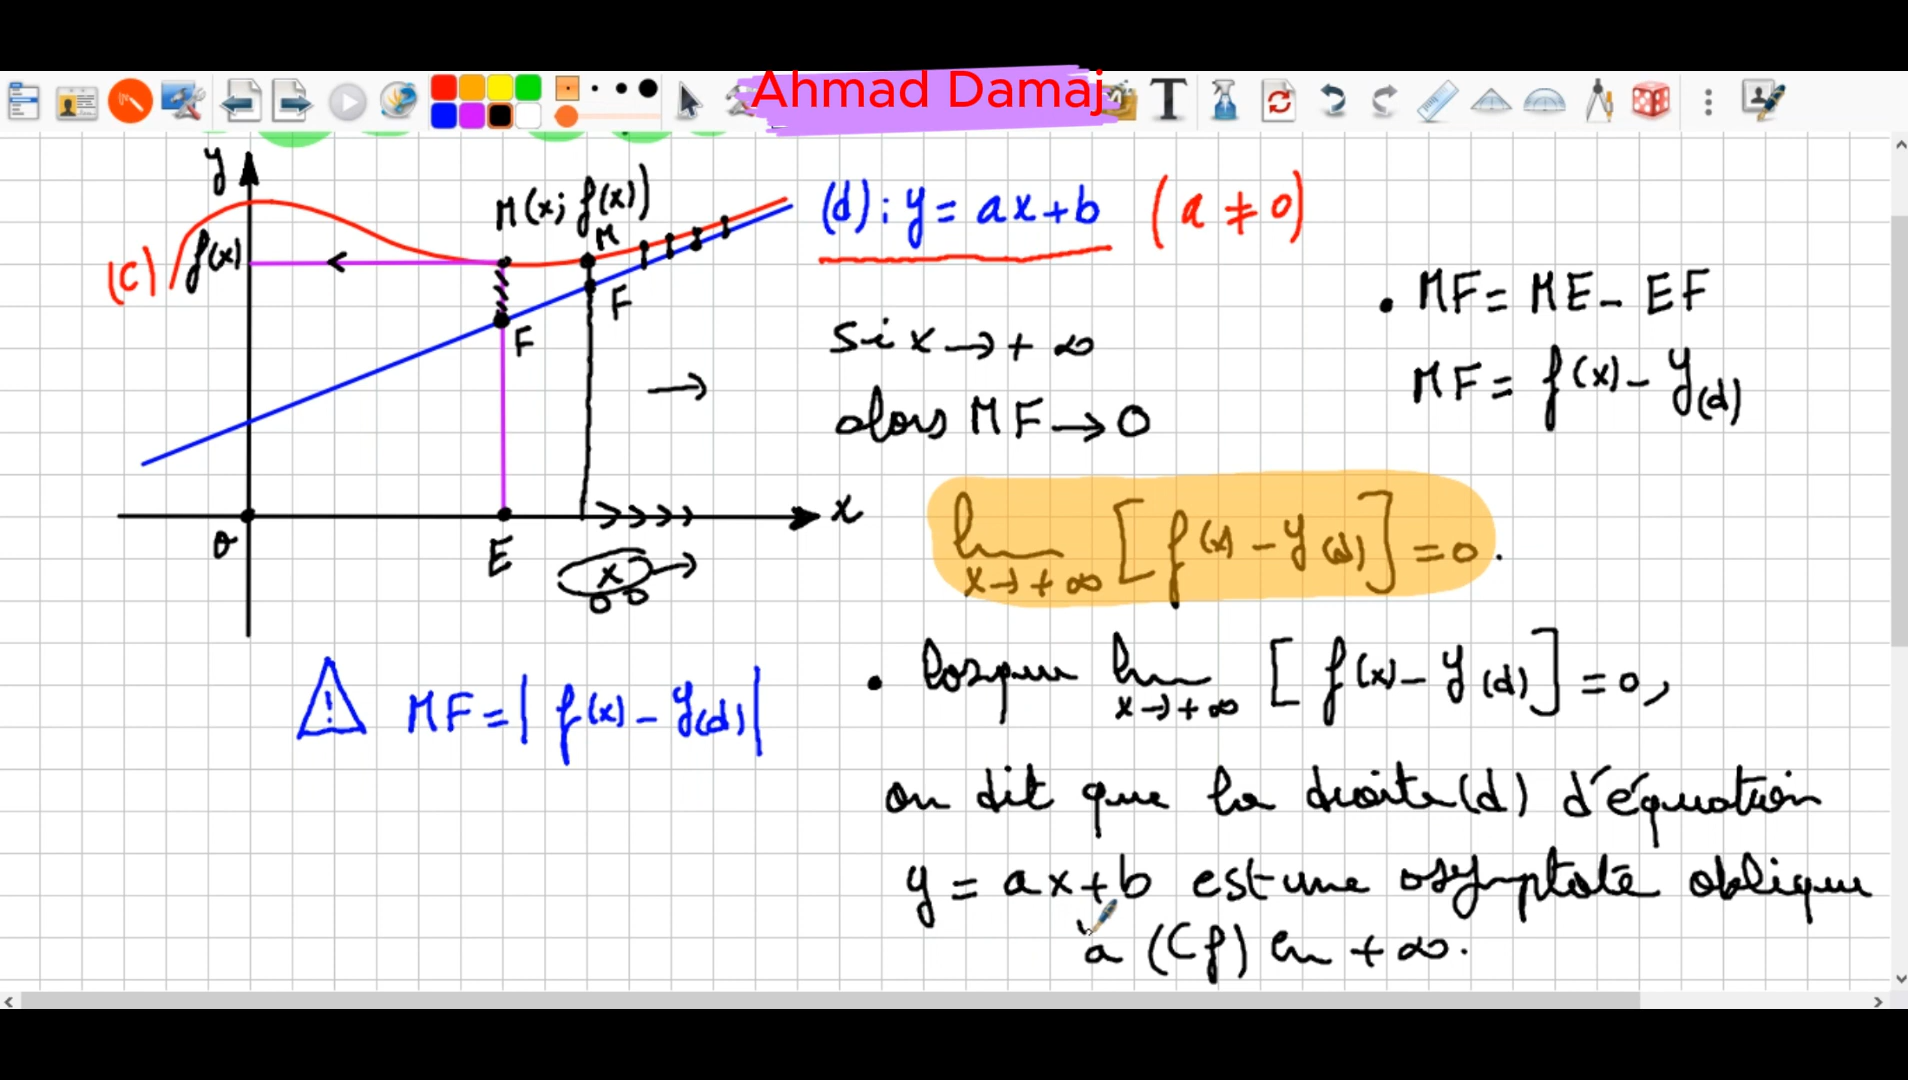 Ahmad Damaj
T
y
M(x; f(x))
(d): y = ax+b (a ≠ 0)
M
(C)
f(x)
F
F
• MF = ME - EF
si x → + ∞
MF = f(x) - y(d)
alors MF → 0
x
O
E
x
lim [f(x) - y(d)] = 0.
x → + ∞
⚠ MF = | f(x) - y(d) |
• lorsque lim [f(x) - y(d)] = 0,
x → + ∞
on dit que la droite (d) d'équation
y = ax+b est une asymptote oblique
à (Cf) en + ∞.